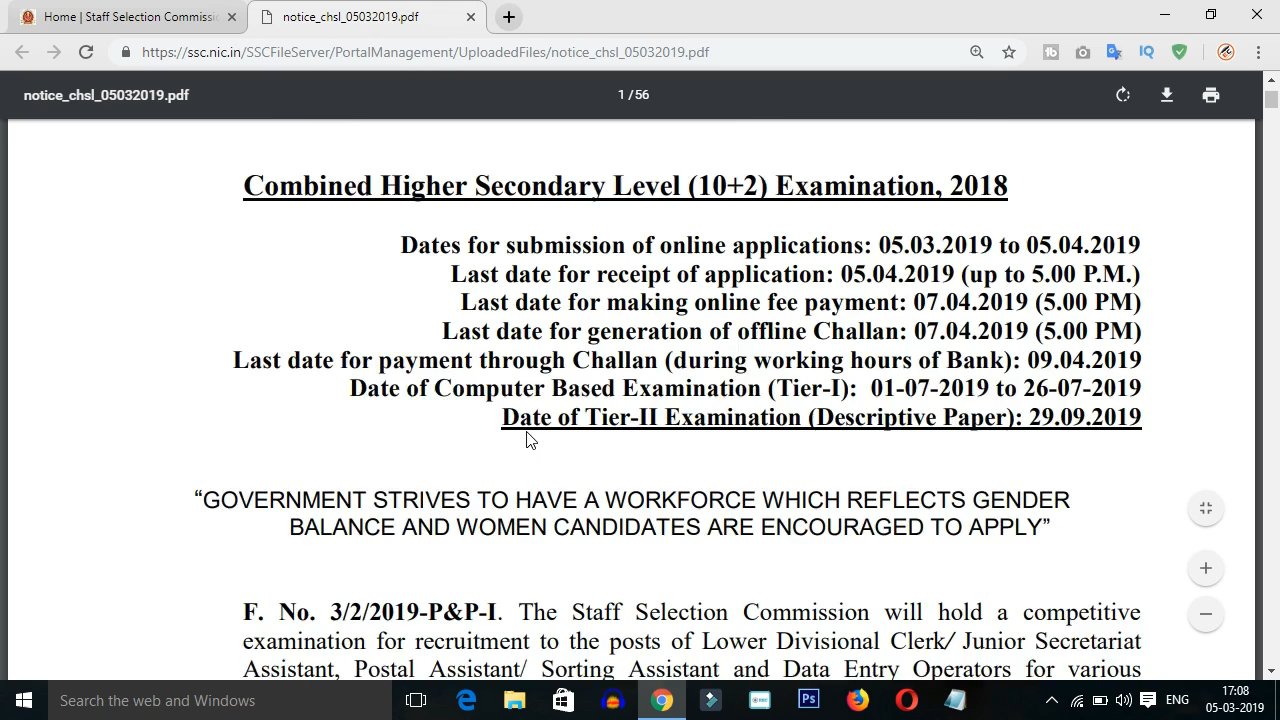 Home | Staff Selection Commissi
notice_chsl_05032019.pdf
https://ssc.nic.in/SSCFileServer/PortalManagement/UploadedFiles/notice_chsl_05032019.pdf
notice_chsl_05032019.pdf
1 / 56
Combined Higher Secondary Level (10+2) Examination, 2018
Dates for submission of online applications: 05.03.2019 to 05.04.2019
Last date for receipt of application: 05.04.2019 (up to 5.00 P.M.)
Last date for making online fee payment: 07.04.2019 (5.00 PM)
Last date for generation of offline Challan: 07.04.2019 (5.00 PM)
Last date for payment through Challan (during working hours of Bank): 09.04.2019
Date of Computer Based Examination (Tier-I): 01-07-2019 to 26-07-2019
Date of Tier-II Examination (Descriptive Paper): 29.09.2019
“GOVERNMENT STRIVES TO HAVE A WORKFORCE WHICH REFLECTS GENDER
BALANCE AND WOMEN CANDIDATES ARE ENCOURAGED TO APPLY”
F. No. 3/2/2019-P&P-I. The Staff Selection Commission will hold a competitive
examination for recruitment to the posts of Lower Divisional Clerk/ Junior Secretariat
Assistant, Postal Assistant/ Sorting Assistant and Data Entry Operators for various
Search the web and Windows
Ps
ENG
17:08
05-03-2019